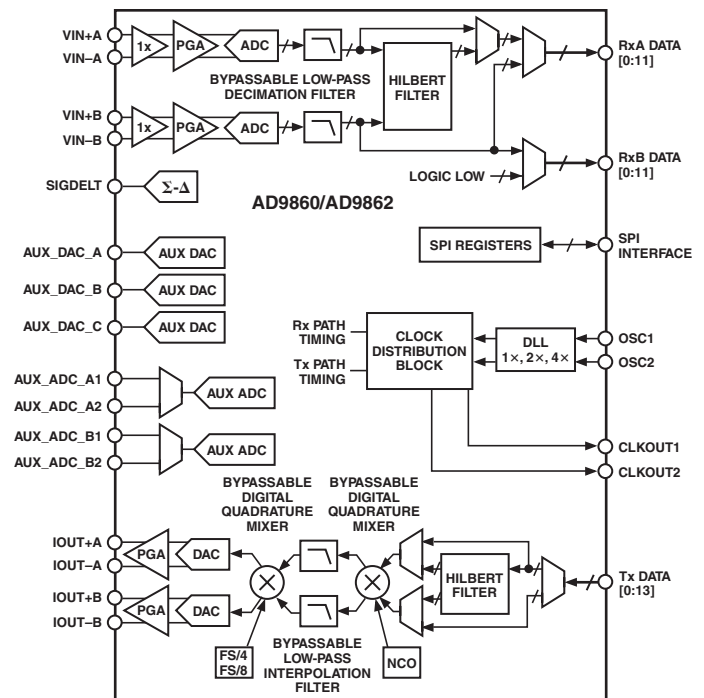 VIN+A
VIN–A
1x
PGA
ADC
BYPASSABLE LOW-PASS
DECIMATION FILTER
HILBERT
FILTER
RxA DATA
[0:11]
VIN+B
VIN–B
1x
PGA
ADC
LOGIC LOW
RxB DATA
[0:11]
SIGDELT
Σ-Δ
AD9860/AD9862
SPI REGISTERS
SPI
INTERFACE
AUX_DAC_A
AUX DAC
AUX_DAC_B
AUX DAC
AUX_DAC_C
AUX DAC
Rx PATH
TIMING
Tx PATH
TIMING
CLOCK
DISTRIBUTION
BLOCK
DLL
1×, 2×, 4×
OSC1
OSC2
AUX_ADC_A1
AUX_ADC_A2
AUX ADC
AUX_ADC_B1
AUX_ADC_B2
AUX ADC
CLKOUT1
CLKOUT2
BYPASSABLE
DIGITAL
QUADRATURE
MIXER
BYPASSABLE
DIGITAL
QUADRATURE
MIXER
IOUT+A
IOUT–A
PGA
DAC
HILBERT
FILTER
Tx DATA
[0:13]
IOUT+B
IOUT–B
PGA
DAC
FS/4
FS/8
BYPASSABLE
LOW-PASS
INTERPOLATION
FILTER
NCO